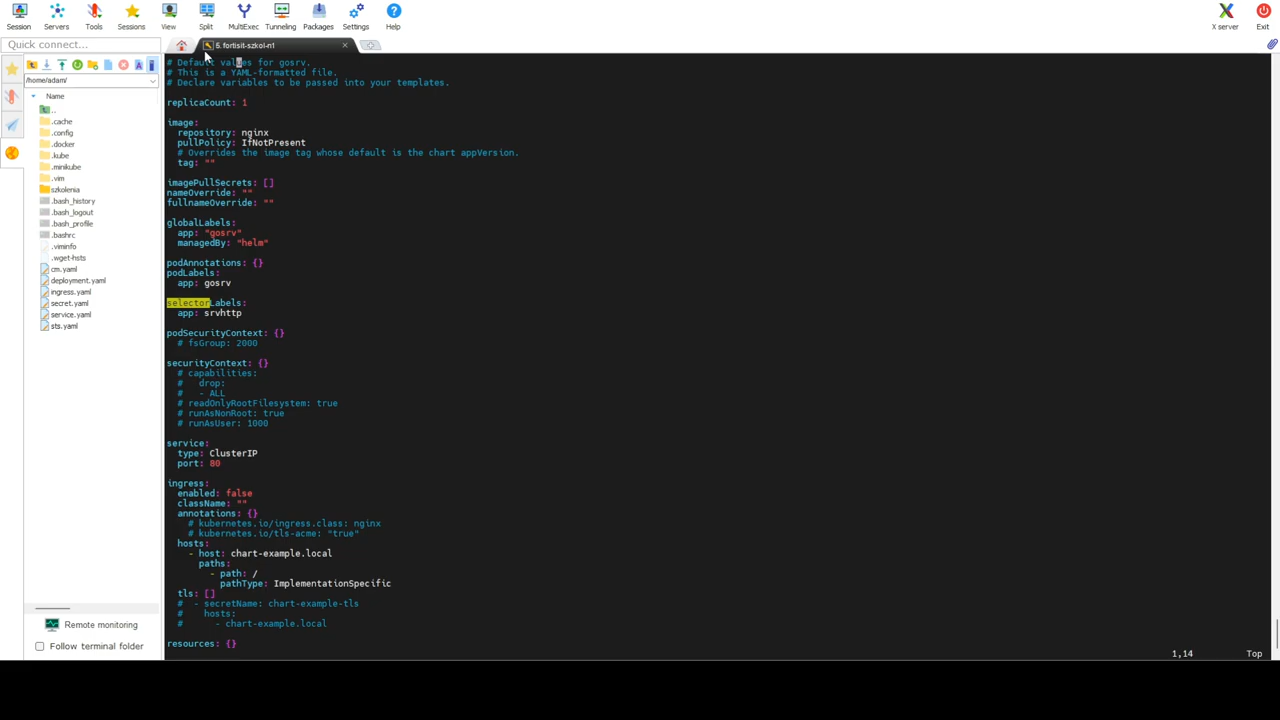 Session Servers Tools Sessions View Split MultiExec Tunneling Packages Settings Help X server Exit
Quick connect...
5. fortisit-szkol-n1
/home/adam/
Name
..
.cache
.config
.docker
.kube
.minikube
.vim
szkolenia
.bash_history
.bash_logout
.bash_profile
.bashrc
.viminfo
.wget-hsts
cm.yaml
deployment.yaml
ingress.yaml
secret.yaml
service.yaml
sts.yaml
Remote monitoring
Follow terminal folder
# Default values for gosrv.
# This is a YAML-formatted file.
# Declare variables to be passed into your templates.
replicaCount: 1
image:
  repository: nginx
  pullPolicy: IfNotPresent
  # Overrides the image tag whose default is the chart appVersion.
  tag: ""
imagePullSecrets: []
nameOverride: ""
fullnameOverride: ""
globalLabels:
  app: "gosrv"
  managedBy: "helm"
podAnnotations: {}
podLabels:
  app: gosrv
selectorLabels:
  app: srvhttp
podSecurityContext: {}
  # fsGroup: 2000
securityContext: {}
  # capabilities:
  #   drop:
  #   - ALL
  # readOnlyRootFilesystem: true
  # runAsNonRoot: true
  # runAsUser: 1000
service:
  type: ClusterIP
  port: 80
ingress:
  enabled: false
  className: ""
  annotations: {}
    # kubernetes.io/ingress.class: nginx
    # kubernetes.io/tls-acme: "true"
  hosts:
    - host: chart-example.local
      paths:
        - path: /
          pathType: ImplementationSpecific
  tls: []
  #  - secretName: chart-example-tls
  #    hosts:
  #      - chart-example.local
resources: {}
1,14 Top